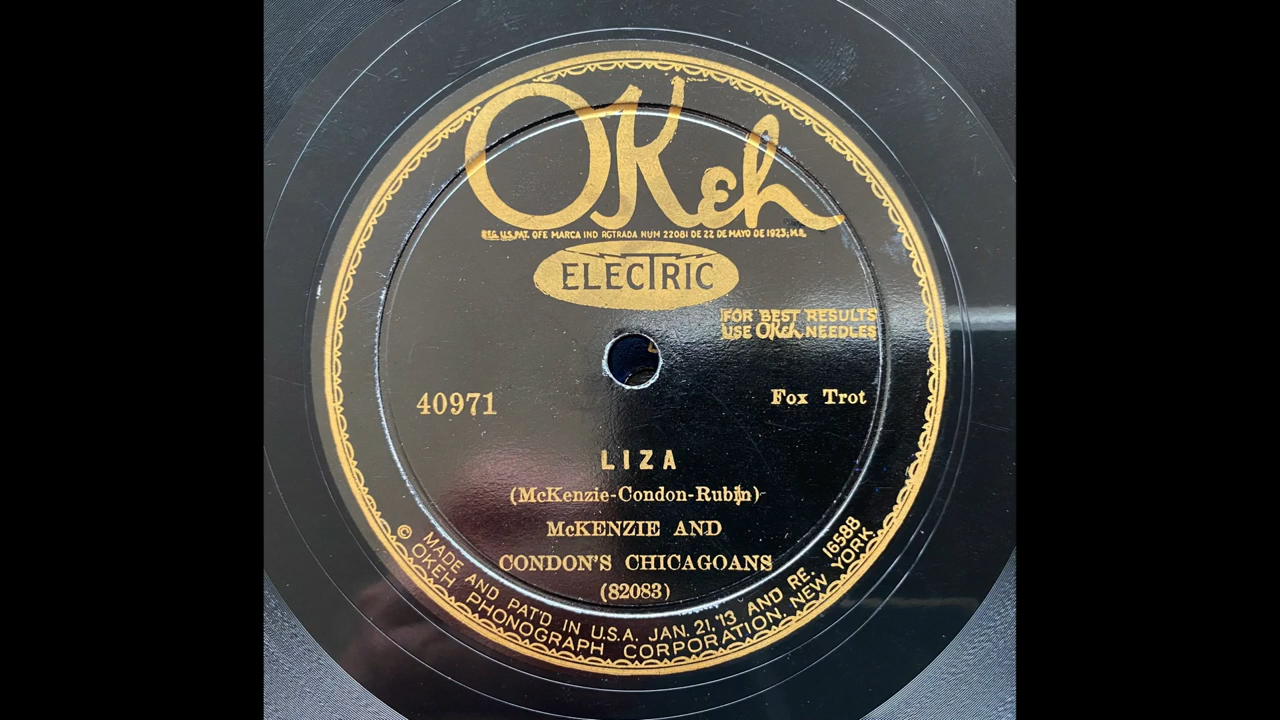 OKeh
REG. U.S. PAT. OFF. MARCA IND RGTRADA NUM 22081 DE 22 DE MAYO DE 1923; M.R.
ELECTRIC
FOR BEST RESULTS
USE OKeh NEEDLES
40971
Fox Trot
LIZA
(McKenzie-Condon-Rubin)
McKENZIE AND
CONDON'S CHICAGOANS
(82083)
MADE AND PAT'D IN U.S.A. JAN. 21, '13 AND RE. 16588
© OKEH PHONOGRAPH CORPORATION, NEW YORK